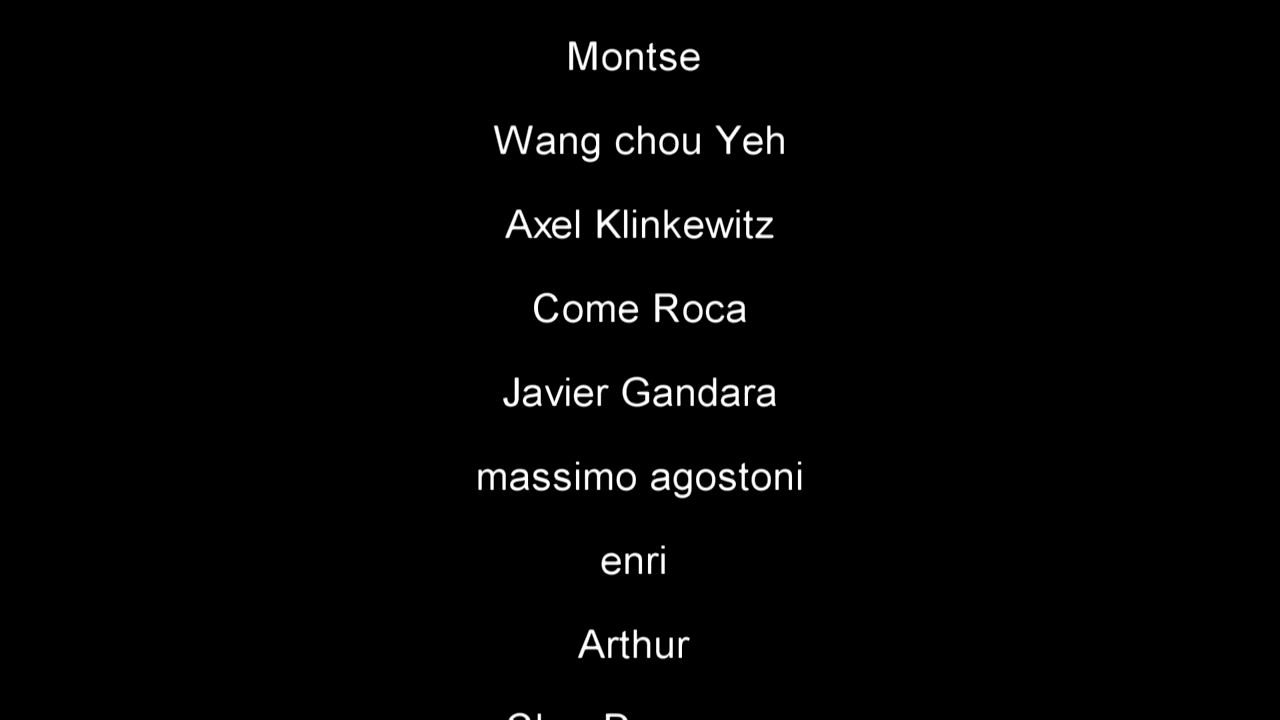 Montse
Wang chou Yeh
Axel Klinkewitz
Come Roca
Javier Gandara
massimo agostoni
enri
Arthur